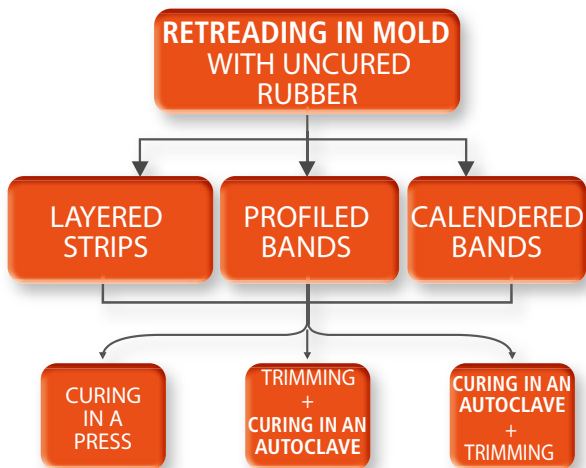 RETREADING IN MOLD
WITH UNCURED
RUBBER
LAYERED
STRIPS
PROFILED
BANDS
CALENDERED
BANDS
CURING
IN A
PRESS
TRIMMING
+
CURING IN AN
AUTOCLAVE
CURING IN AN
AUTOCLAVE
+
TRIMMING